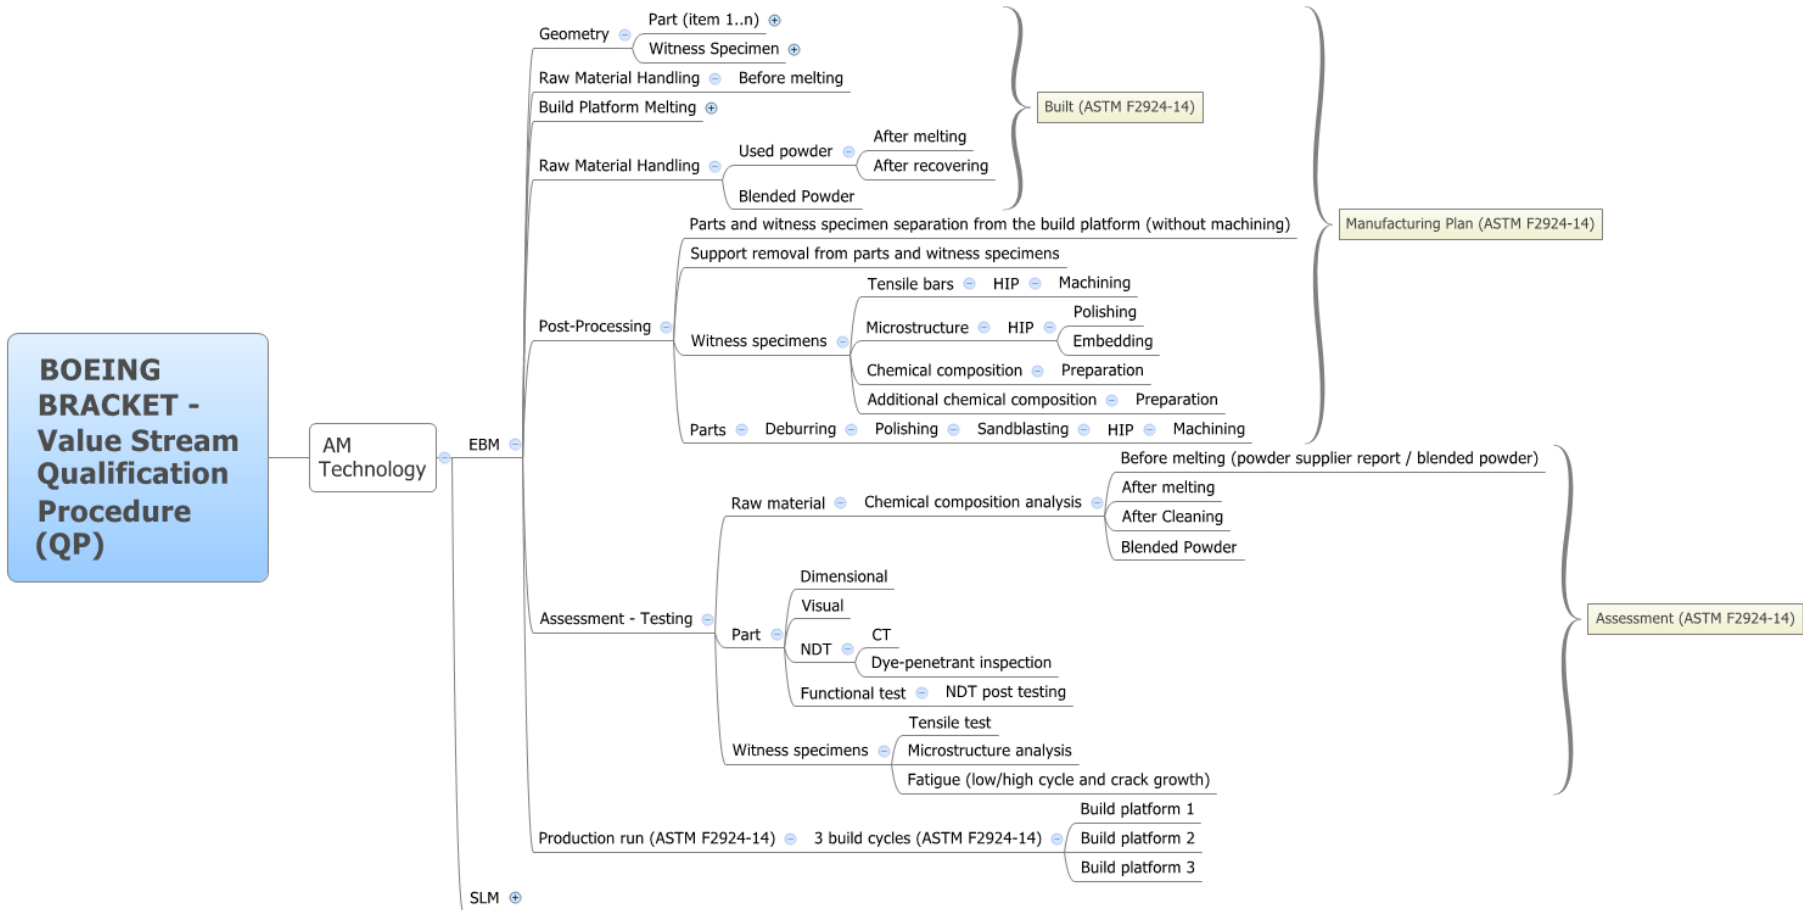 BOEING
BRACKET -
Value Stream
Qualification
Procedure
(QP)
AM
Technology
EBM
Geometry
Part (item 1..n)
Witness Specimen
Raw Material Handling
Before melting
Build Platform Melting
Raw Material Handling
Used powder
After melting
After recovering
Blended Powder
Built (ASTM F2924-14)
Post-Processing
Parts and witness specimen separation from the build platform (without machining)
Support removal from parts and witness specimens
Witness specimens
Tensile bars
HIP
Machining
Microstructure
HIP
Polishing
Embedding
Chemical composition
Preparation
Additional chemical composition
Preparation
Parts
Deburring
Polishing
Sandblasting
HIP
Machining
Manufacturing Plan (ASTM F2924-14)
Assessment - Testing
Raw material
Chemical composition analysis
Before melting (powder supplier report / blended powder)
After melting
After Cleaning
Blended Powder
Part
Dimensional
Visual
NDT
CT
Dye-penetrant inspection
Functional test
NDT post testing
Witness specimens
Tensile test
Microstructure analysis
Fatigue (low/high cycle and crack growth)
Assessment (ASTM F2924-14)
Production run (ASTM F2924-14)
3 build cycles (ASTM F2924-14)
Build platform 1
Build platform 2
Build platform 3
SLM